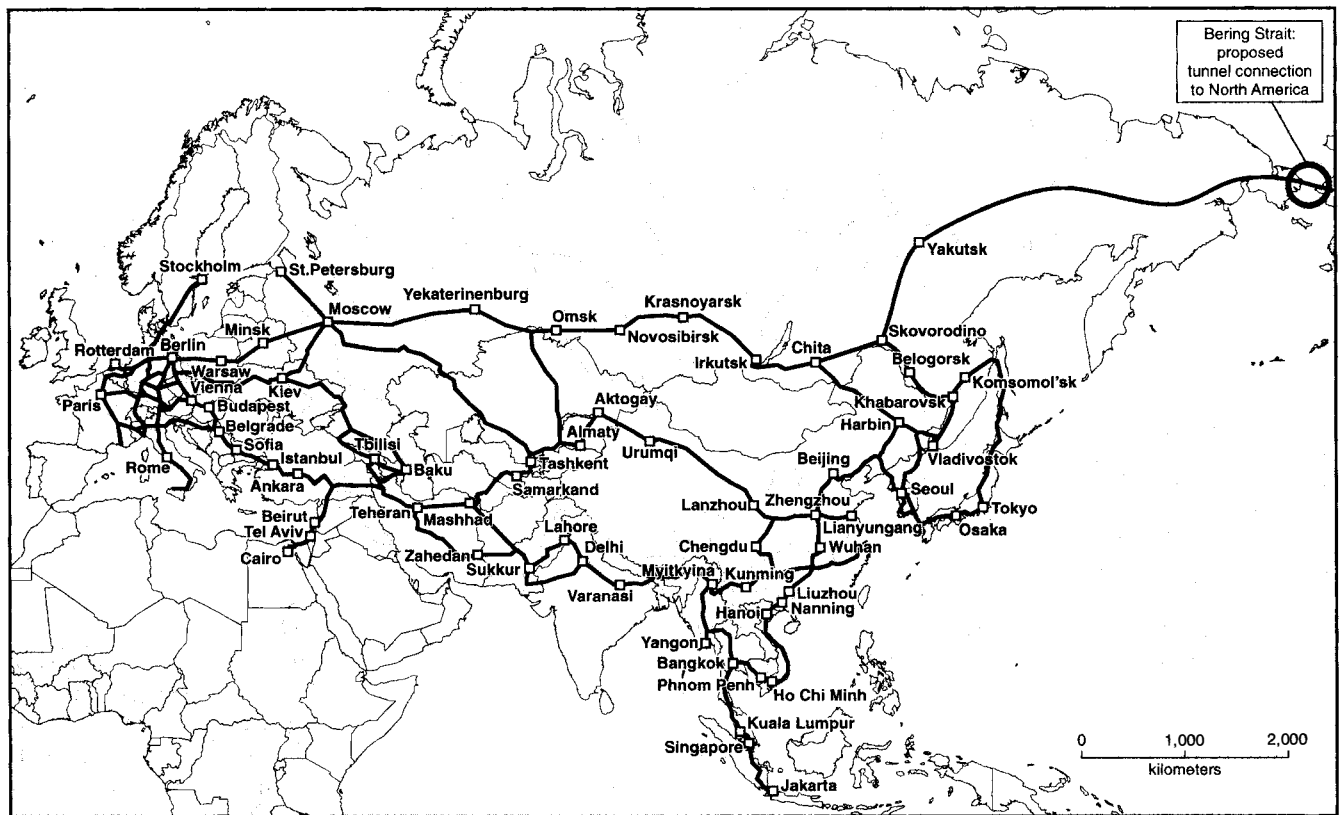 Bering Strait:
proposed
tunnel connection
to North America
Yakutsk
Stockholm
St.Petersburg
Yekaterinenburg
Krasnoyarsk
Moscow
Omsk
Novosibirsk
Skovorodino
Minsk
Berlin
Rotterdam
Irkutsk
Chita
Belogorsk
Warsaw
Komsomol'sk
Vienna
Kiev
Paris
Budapest
Aktogay
Khabarovsk
Harbin
Belgrade
Almaty
Sofia
Tbilisi
Urumqi
Vladivostok
Istanbul
Rome
Baku
Tashkent
Beijing
Ankara
Samarkand
Seoul
Lanzhou
Zhengzhou
Tokyo
Teheran
Mashhad
Beirut
Lianyungang
Osaka
Tel Aviv
Lahore
Chengdu
Wuhan
Cairo
Zahedan
Delhi
Sukkur
Myitkyina
Kunming
Varanasi
Liuzhou
Nanning
Hanoi
Yangon
Bangkok
Phnom Penh
Ho Chi Minh
Kuala Lumpur
Singapore
Jakarta
0 1,000 2,000
kilometers